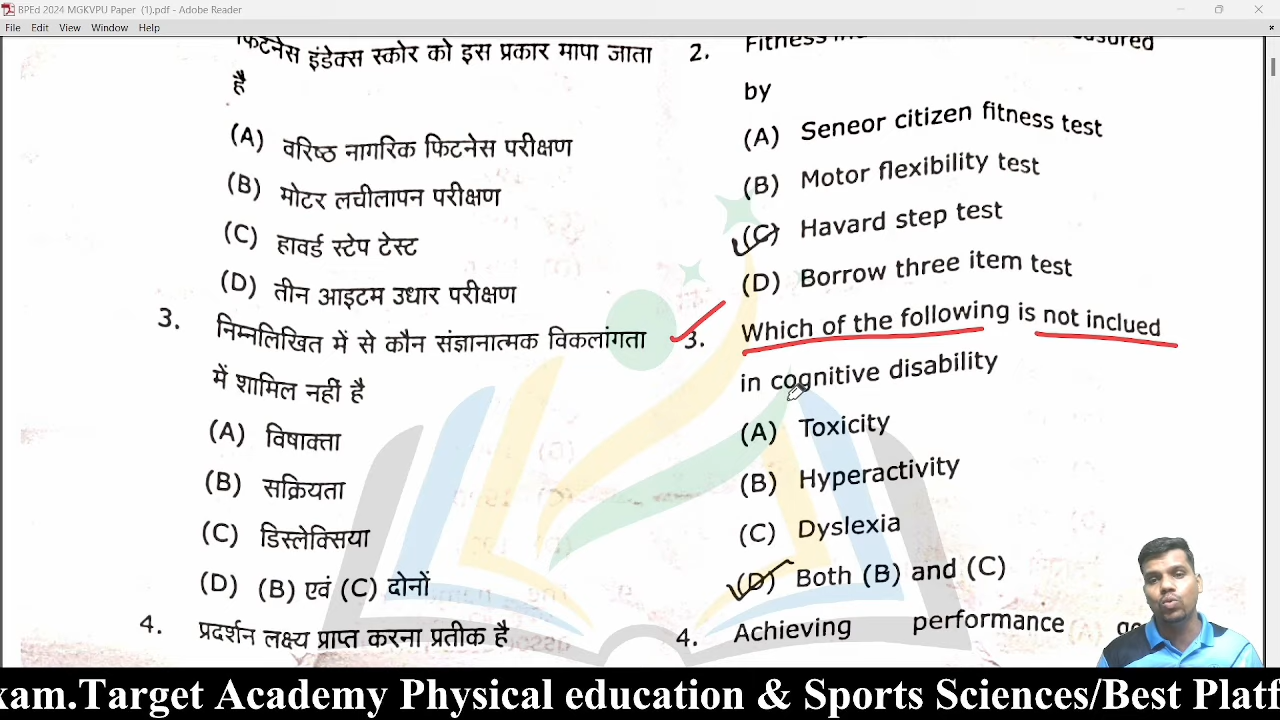 BPEd 2024 MGKVPU Paper (1).pdf - Adobe Reader
File Edit View Window Help
फिटनेस इंडेक्स स्कोर को इस प्रकार मापा जाता
है
(A) वरिष्ठ नागरिक फिटनेस परीक्षण
(B) मोटर लचीलापन परीक्षण
(C) हावर्ड स्टेप टेस्ट
(D) तीन आइटम उधार परीक्षण
3. निम्नलिखित में से कौन संज्ञानात्मक विकलांगता
में शामिल नहीं है
(A) विषाक्ता
(B) सक्रियता
(C) डिस्लेक्सिया
(D) (B) एवं (C) दोनों
4. प्रदर्शन लक्ष्य प्राप्त करना प्रतीक है
2. Fitness
by
(A) Seneor citizen fitness test
(B) Motor flexibility test
(C) Havard step test
(D) Borrow three item test
3. Which of the following is not inclued
in cognitive disability
(A) Toxicity
(B) Hyperactivity
(C) Dyslexia
(D) Both (B) and (C)
4. Achieving performance
xam.Target Academy Physical education & Sports Sciences/Best Platf